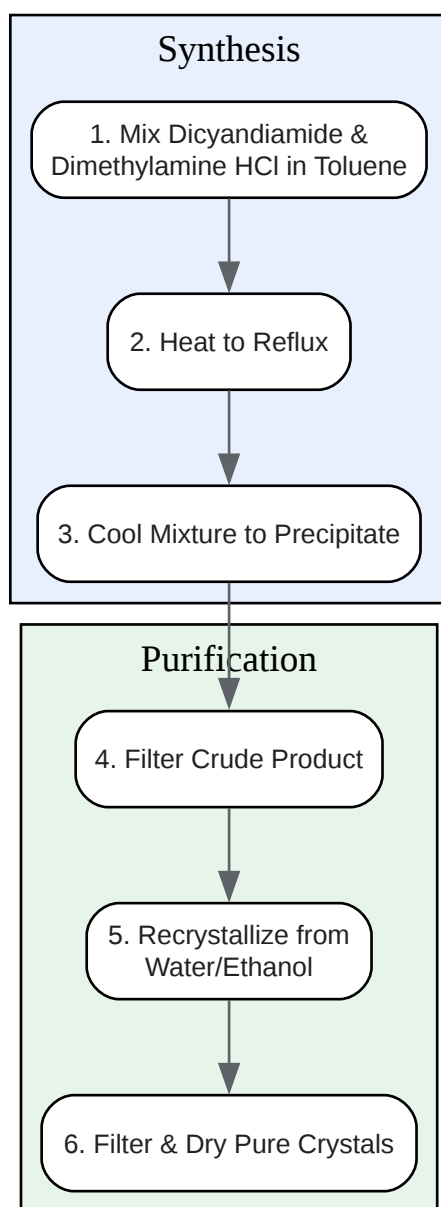 Synthesis
1. Mix Dicyandiamide &
Dimethylamine HCl in Toluene
2. Heat to Reflux
3. Cool Mixture to Precipitate
Purification
4. Filter Crude Product
5. Recrystallize from
Water/Ethanol
6. Filter & Dry Pure Crystals